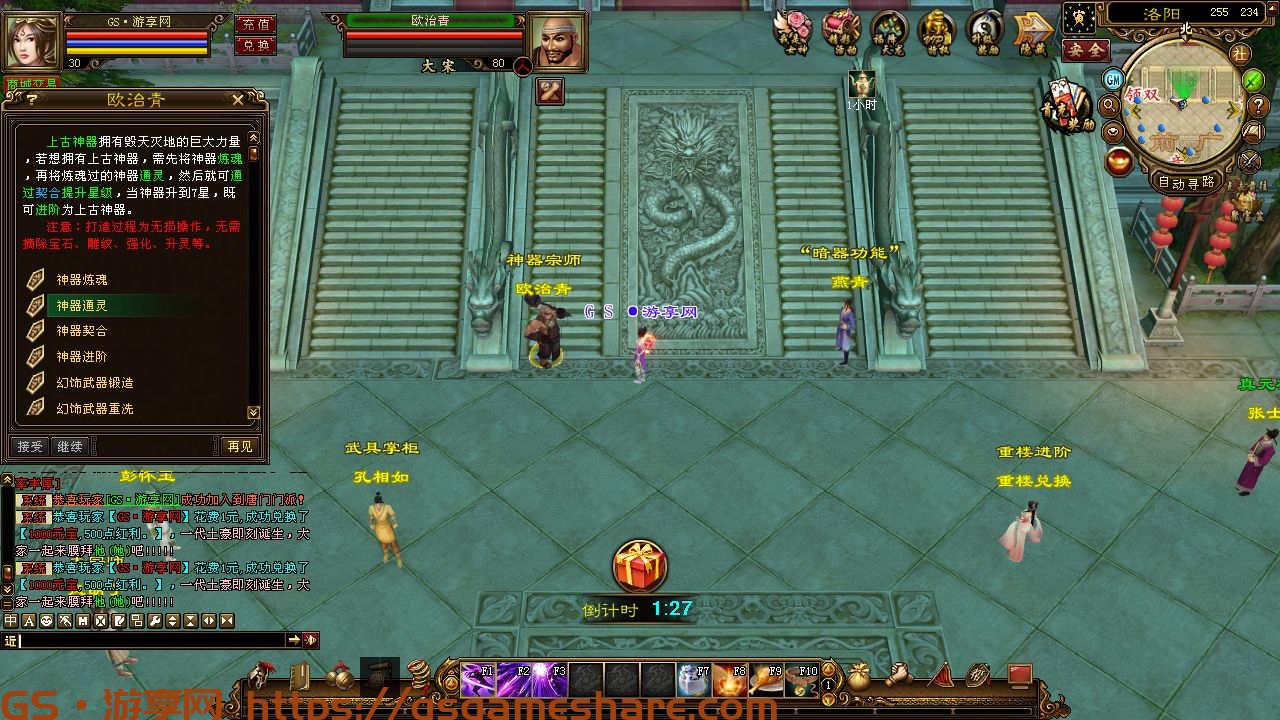 GS·游享网
30
充值
兑换
商城交易
欧冶青
大宋
80
1小时
洛阳
255 234
北
安全
社
GM
领双
自动寻路
欧冶青
上古神器拥有毁天灭地的巨大力量
，若想拥有上古神器，需先将神器炼魂
，再将炼魂过的神器通灵，然后就可通
过契合提升星级，当神器升到7星，既
可进阶为上古神器。
注意：打造过程为无损操作，无需
摘除宝石、雕纹、强化、升灵等。
神器炼魂
神器通灵
神器契合
神器进阶
幻饰武器锻造
幻饰武器重洗
接受
继续
再见
神器宗师
欧冶青
GS·游享网
“暗器功能”
燕青
武具掌柜
孔相如
彭怀玉
重楼进阶
重楼兑换
恭喜玩家[GS·游享网]成功加入到唐门门派!
恭喜玩家【GS·游享网】花费1元,成功兑换了
【1000元宝,500点红利。】，一代土豪即刻诞生，大
家一起来膜拜他(她)吧!!!!!
恭喜玩家【GS·游享网】花费1元,成功兑换了
【1000元宝,500点红利。】，一代土豪即刻诞生，大
家一起来膜拜他(她)吧!!!!!
近
倒计时 1:27
F1 F2 F3 F7 F8 F9 F10
GS·游享网 https://gsgameshare.com